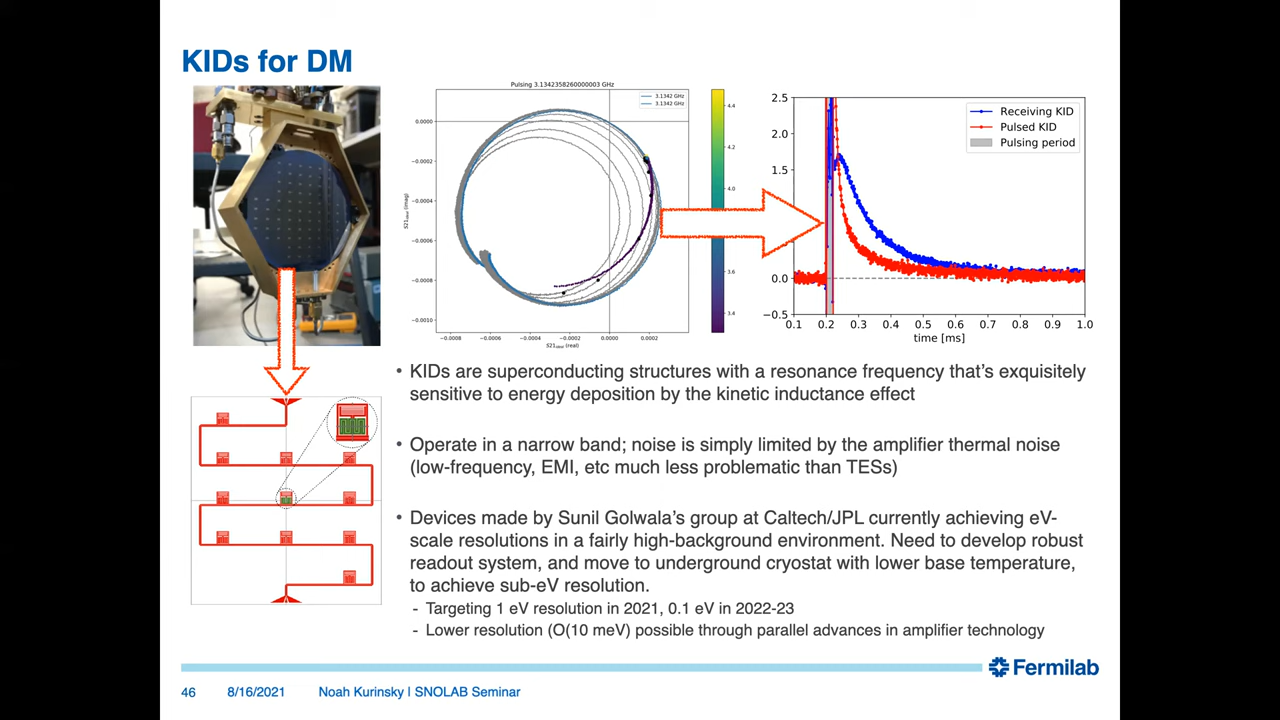 KIDs for DM
Pulsing 3.1342358260000003 GHz
3.1342 GHz
3.1342 GHz
0.0000
−0.0002
−0.0004
−0.0006
−0.0008
−0.0010
−0.0008
−0.0006
−0.0004
−0.0002
0.0000
0.0002
4.4
4.2
4.0
3.6
3.4
2.5
2.0
1.5
0.0
−0.5
0.1
0.2
0.3
0.4
0.5
0.6
0.7
0.8
0.9
1.0
time [ms]
Receiving KID
Pulsed KID
Pulsing period
• KIDs are superconducting structures with a resonance frequency that's exquisitely
sensitive to energy deposition by the kinetic inductance effect
• Operate in a narrow band; noise is simply limited by the amplifier thermal noise
(low-frequency, EMI, etc much less problematic than TESs)
• Devices made by Sunil Golwala's group at Caltech/JPL currently achieving eV-
scale resolutions in a fairly high-background environment. Need to develop robust
readout system, and move to underground cryostat with lower base temperature,
to achieve sub-eV resolution.
- Targeting 1 eV resolution in 2021, 0.1 eV in 2022-23
- Lower resolution (O(10 meV) possible through parallel advances in amplifier technology
Fermilab
46 8/16/2021 Noah Kurinsky | SNOLAB Seminar